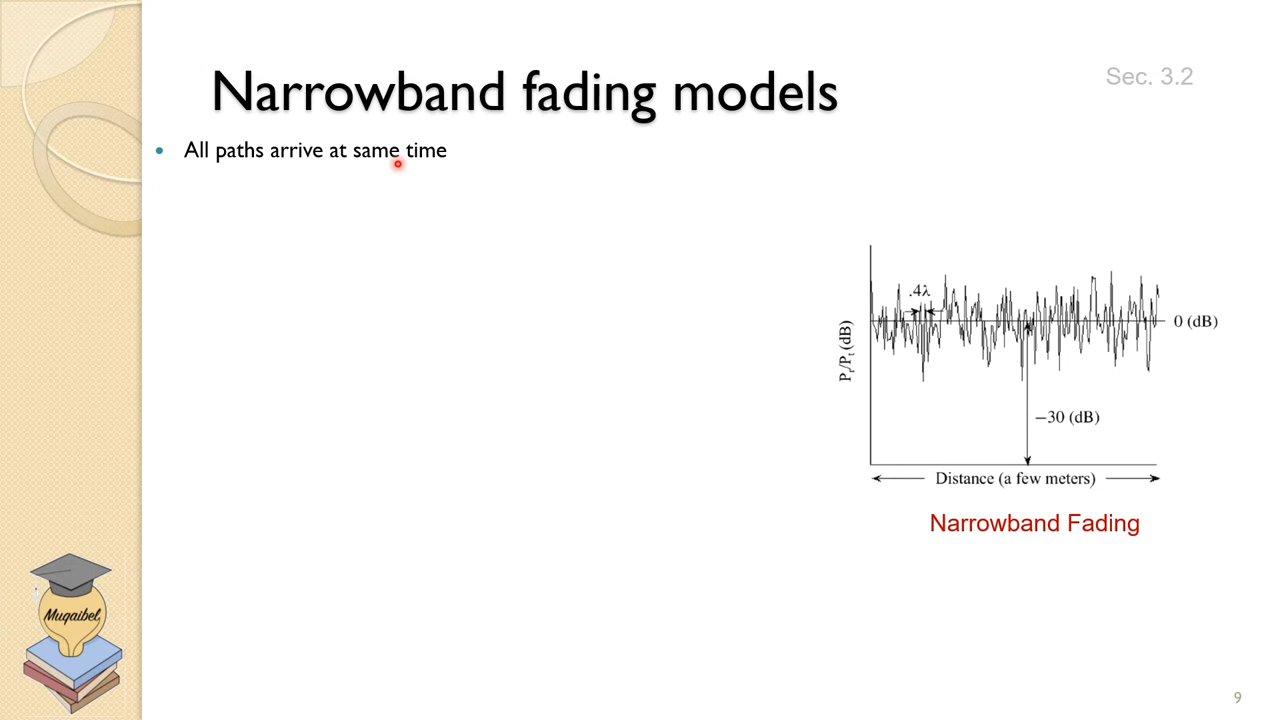 Narrowband fading models
Sec. 3.2
All paths arrive at same time
.4λ
0 (dB)
Pr/Pt (dB)
−30 (dB)
Distance (a few meters)
Narrowband Fading
Muqaibel
9